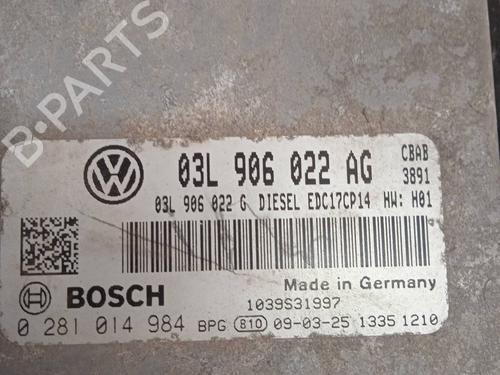 B-PARTS
03L 906 022 AG
CBAB
3891
03L 906 022 G DIESEL EDC17CP14 HW: H01
Made in Germany
BOSCH
1039S31997
0 281 014 984 BPG 810 09-03-25 1335 1210